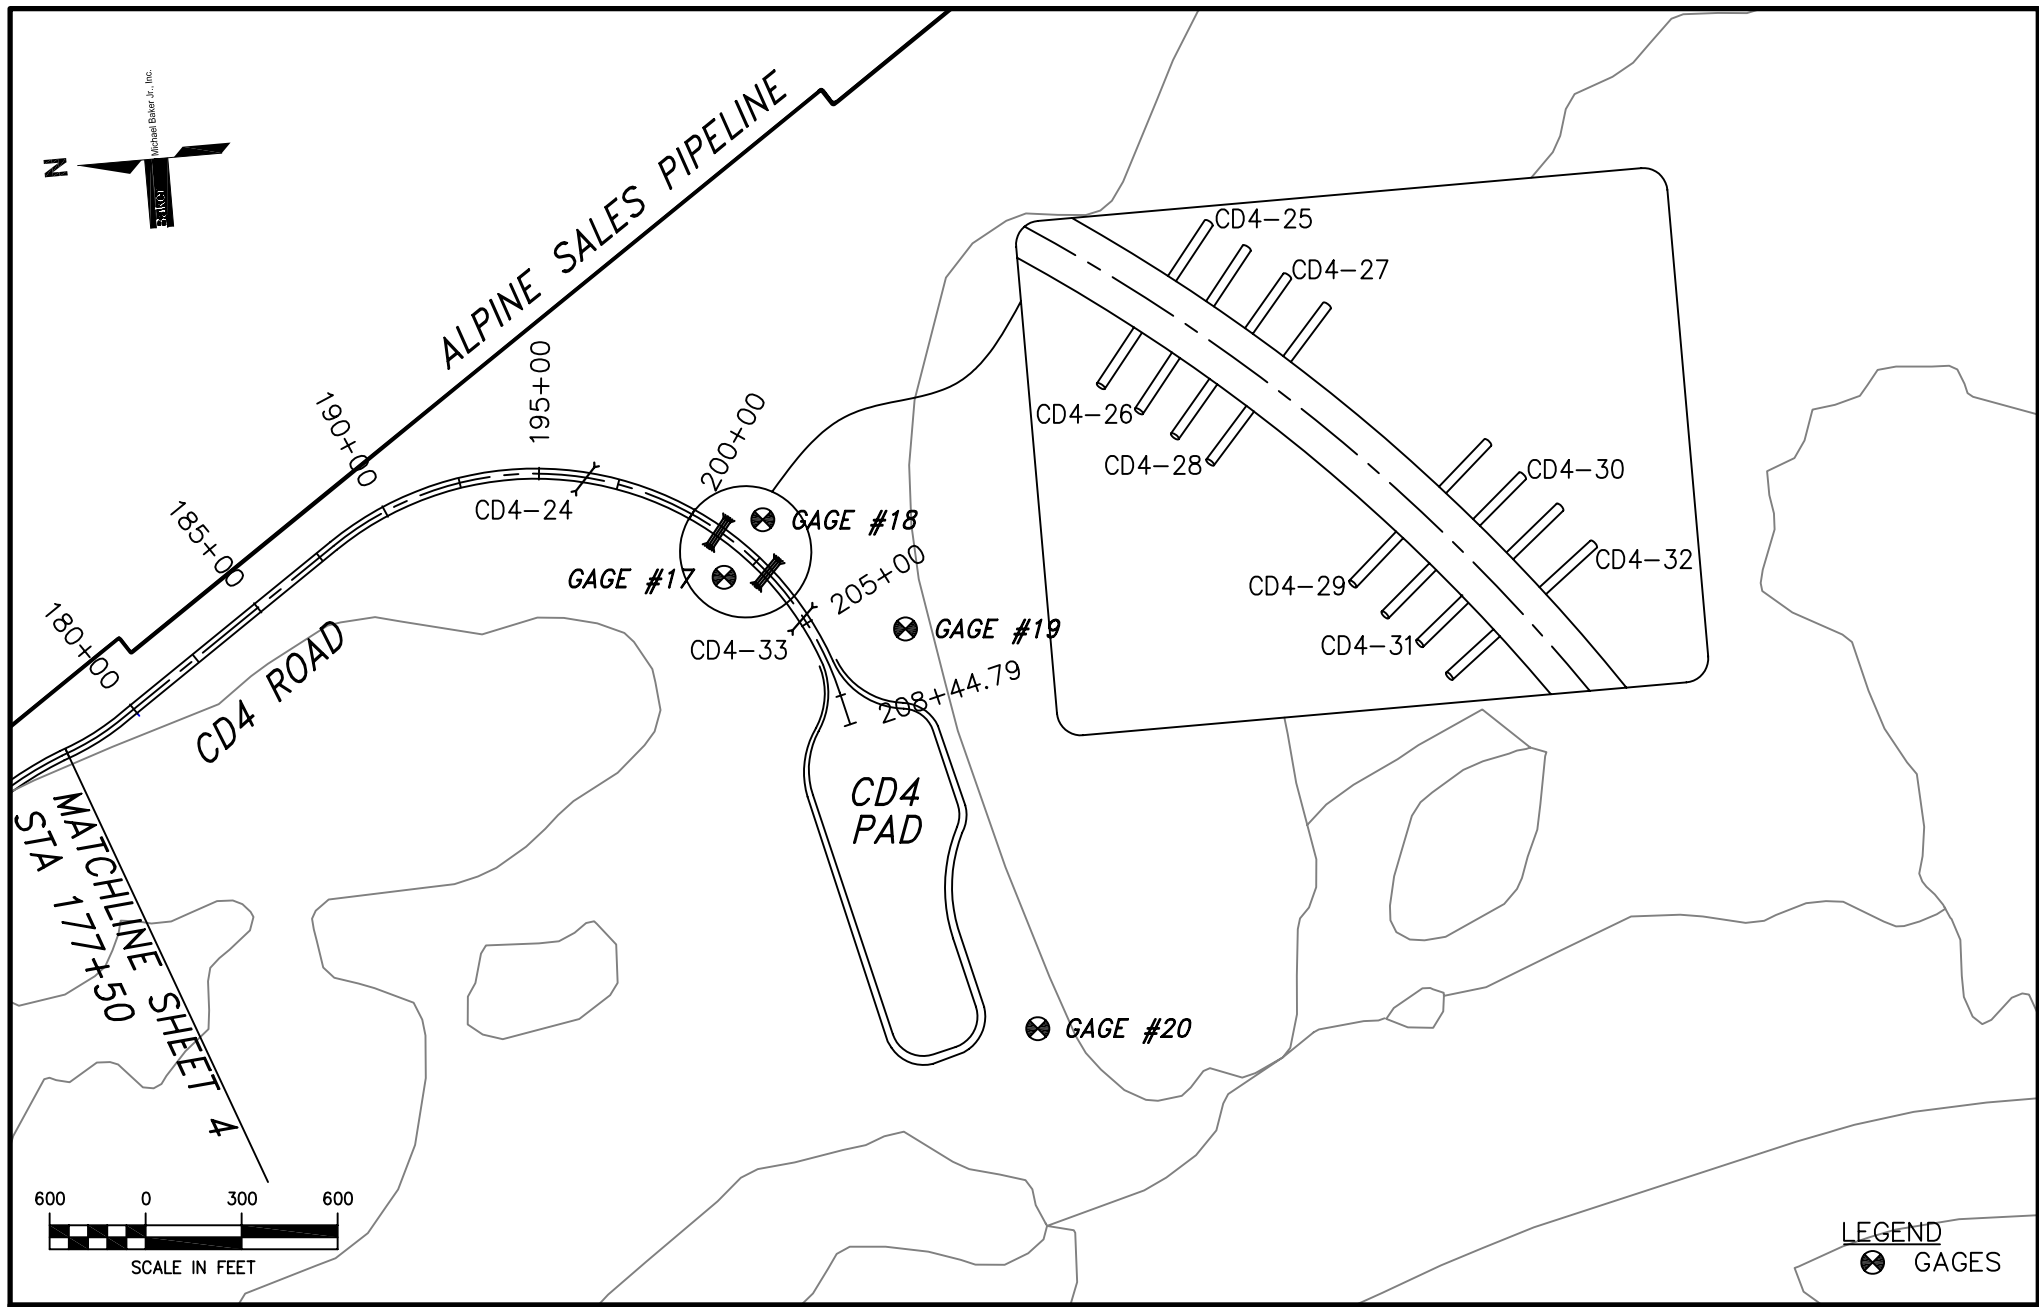 N
Michael Baker Jr., Inc.
Baker
ALPINE SALES PIPELINE
180+00
185+00
190+00
195+00
200+00
205+00
208+44.79
CD4 ROAD
CD4-24
GAGE #18
GAGE #17
CD4-33
GAGE #19
CD4
PAD
GAGE #20
CD4-25
CD4-27
CD4-26
CD4-28
CD4-30
CD4-32
CD4-29
CD4-31
MATCHLINE SHEET 4
STA 177+50
600 0 300 600
SCALE IN FEET
LEGEND
GAGES